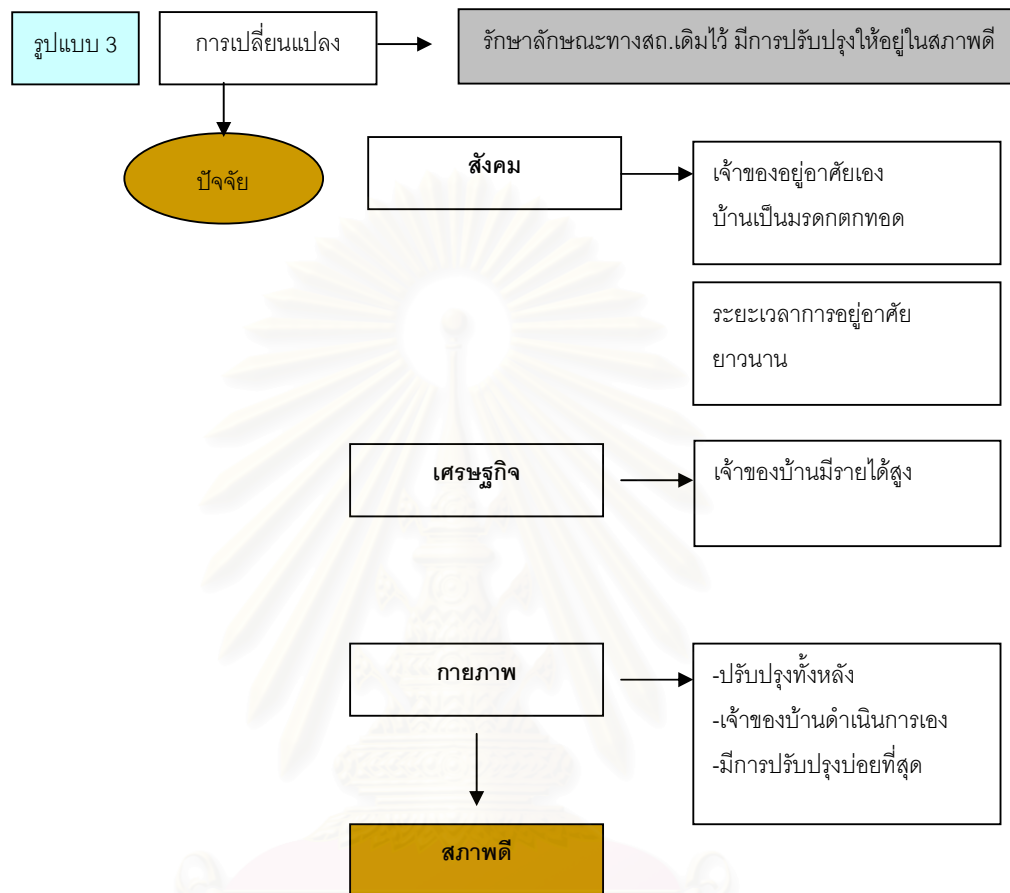 รูปแบบ 3
การเปลี่ยนแปลง
รักษาลักษณะทางสถ.เดิมไว้ มีการปรับปรุงให้อยู่ในสภาพดี
ปัจจัย
สังคม
เจ้าของอยู่อาศัยเอง
บ้านเป็นมรดกตกทอด
ระยะเวลาการอยู่อาศัย
ยาวนาน
เศรษฐกิจ
เจ้าของบ้านมีรายได้สูง
กายภาพ
-ปรับปรุงทั้งหลัง
-เจ้าของบ้านดำเนินการเอง
-มีการปรับปรุงบ่อยที่สุด
สภาพดี